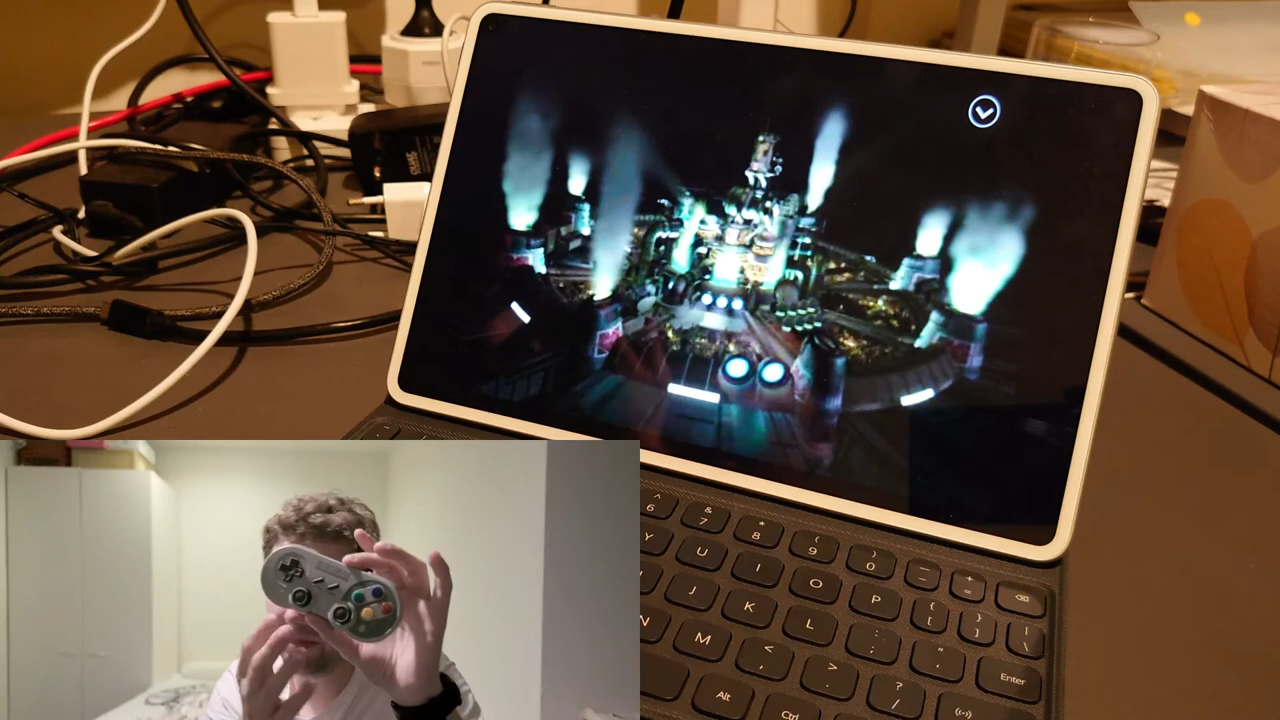 ^ 6 & 7 * 8 ( 9 ) 0 _ - + =
Y U I O P { [ } ] | \
J K L : ; " '
N M < , > . ? / Enter
Alt Ctrl